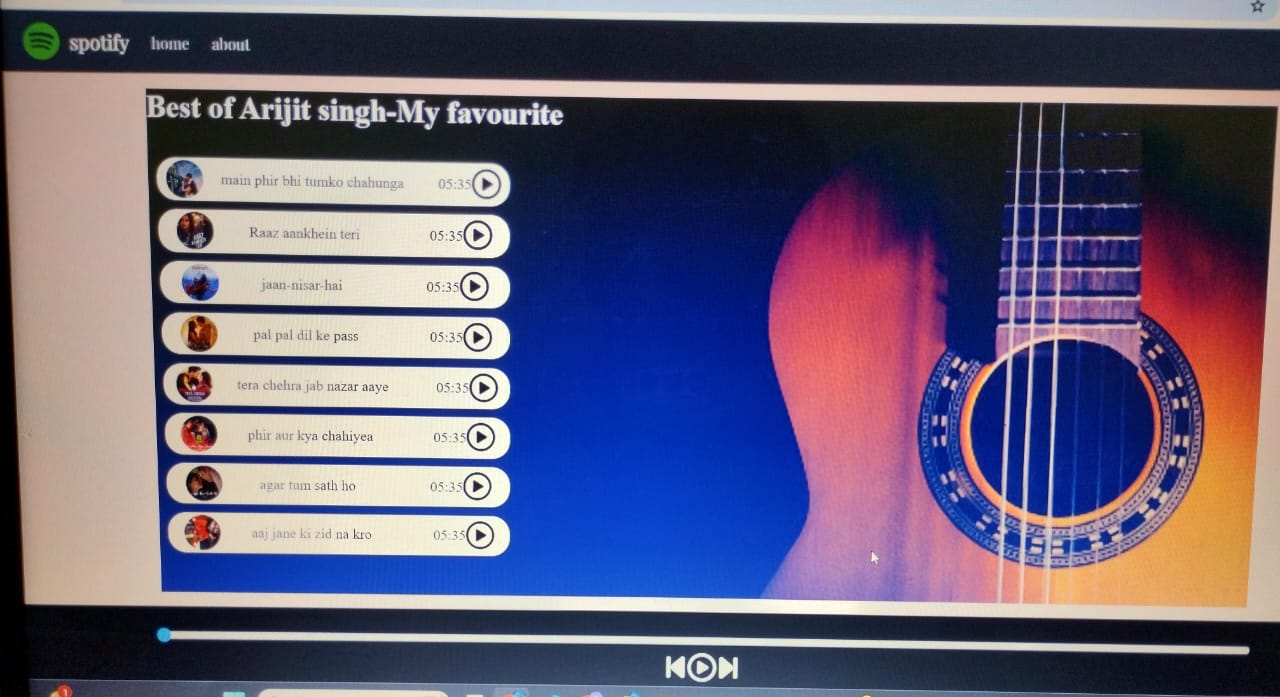 spotify home about
Best of Arijit singh-My favourite
main phir bhi tumko chahunga 05:35
Raaz aankhein teri 05:35
jaan-nisar-hai 05:35
pal pal dil ke pass 05:35
tera chehra jab nazar aaye 05:35
phir aur kya chahiyea 05:35
agar tum sath ho 05:35
aaj jane ki zid na kro 05:35
1